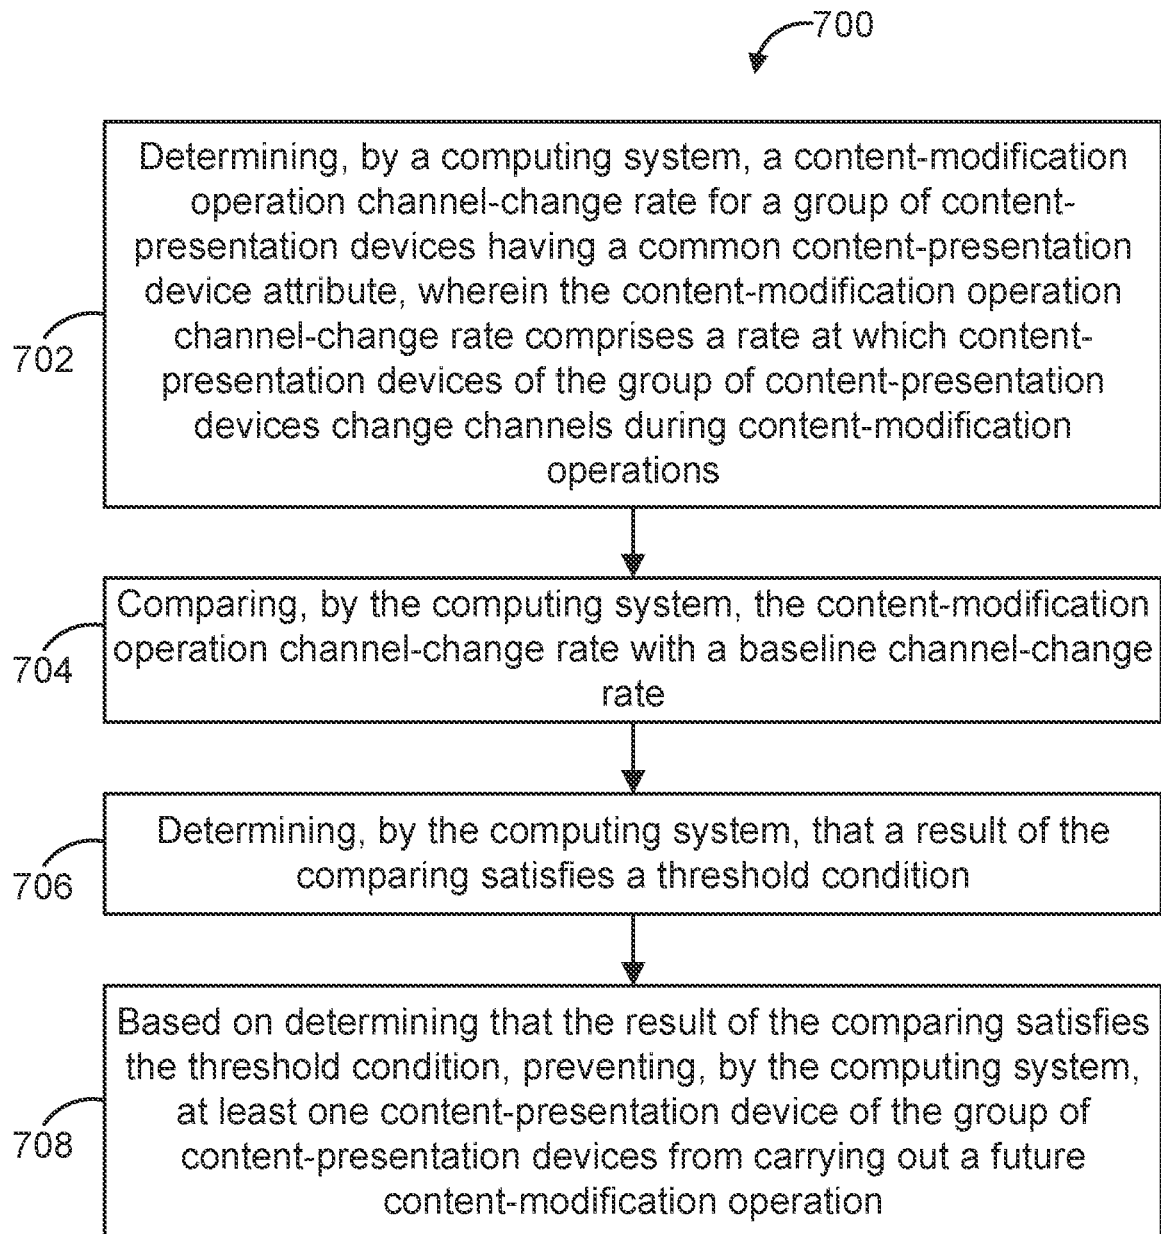 700
Determining, by a computing system, a content-modification
operation channel-change rate for a group of content-
presentation devices having a common content-presentation
device attribute, wherein the content-modification operation
channel-change rate comprises a rate at which content-
presentation devices of the group of content-presentation
devices change channels during content-modification
operations
702
Comparing, by the computing system, the content-modification
operation channel-change rate with a baseline channel-change
rate
704
Determining, by the computing system, that a result of the
comparing satisfies a threshold condition
706
Based on determining that the result of the comparing satisfies
the threshold condition, preventing, by the computing system,
at least one content-presentation device of the group of
content-presentation devices from carrying out a future
content-modification operation
708